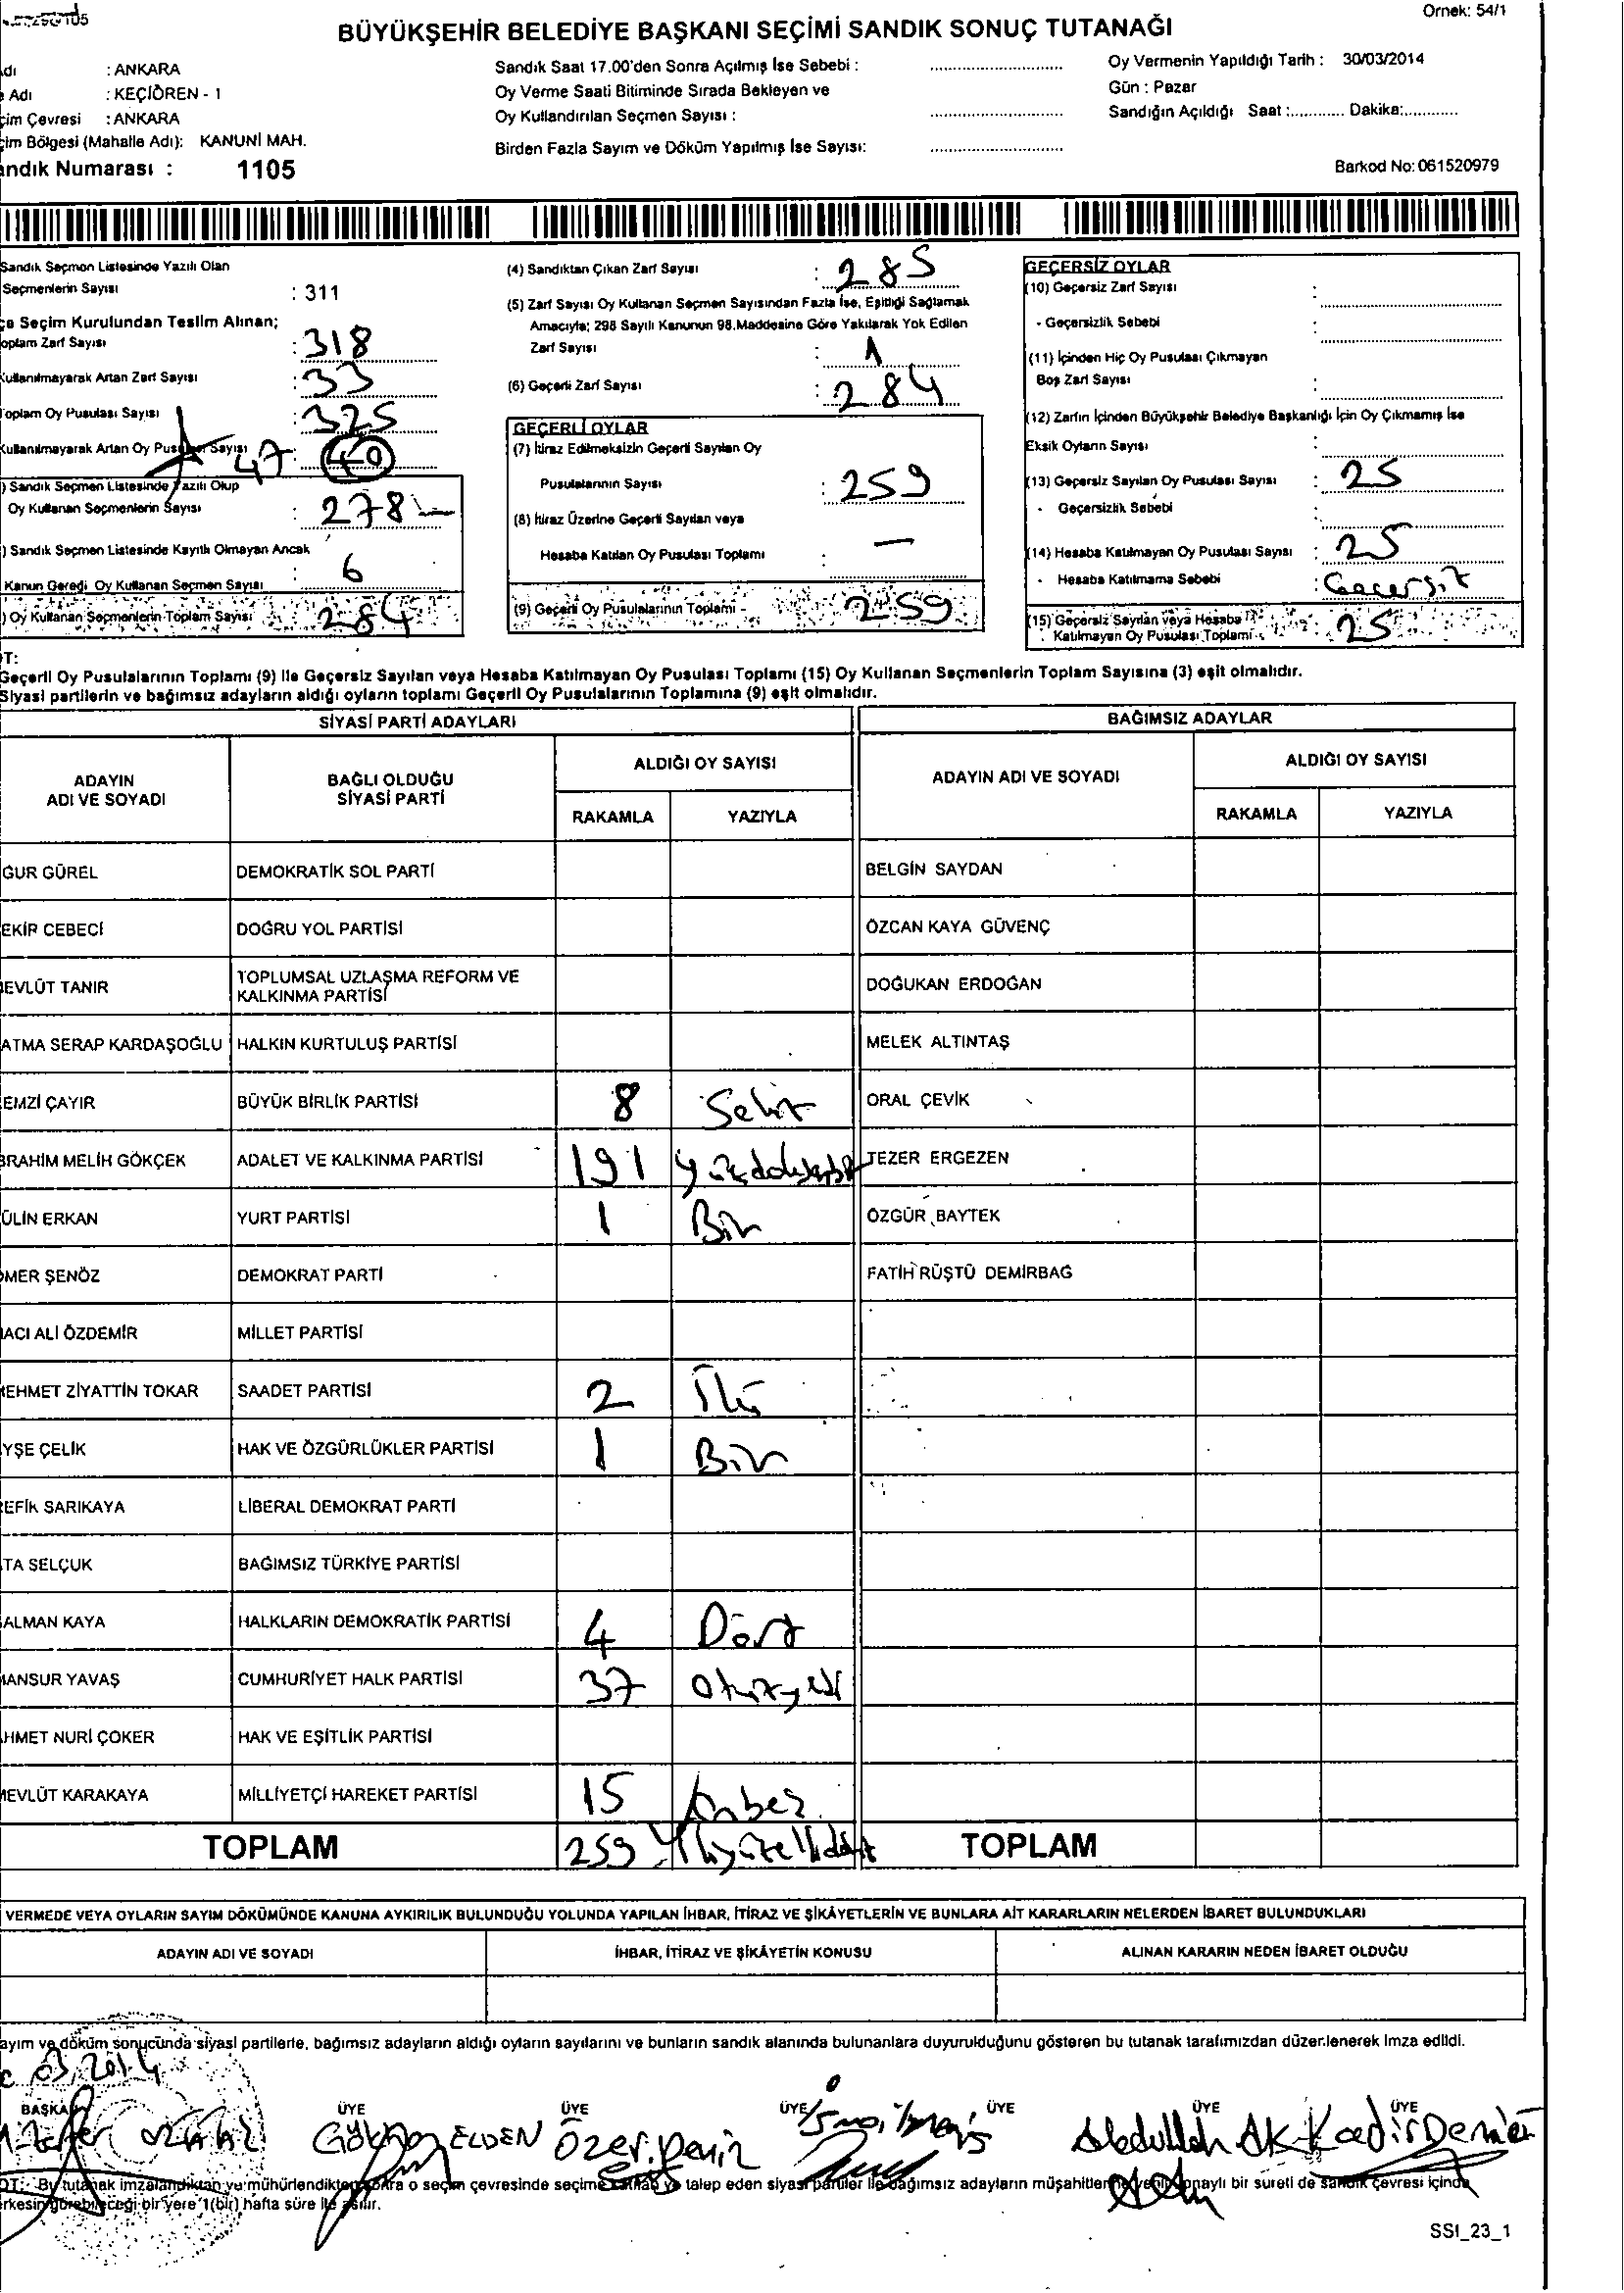 Örnek: 54/1
BÜYÜKŞEHİR BELEDİYE BAŞKANI SEÇİMİ SANDIK SONUÇ TUTANAĞI
dı : ANKARA
Adı : KEÇİÖREN - 1
çim Çevresi : ANKARA
çim Bölgesi (Mahalle Adı): KANUNİ MAH.
andık Numarası : 1105
Sandık Saat 17.00'den Sonra Açılmış İse Sebebi :
Oy Verme Saati Bitiminde Sırada Bekleyen ve
Oy Kullandırılan Seçmen Sayısı :
Birden Fazla Sayım ve Döküm Yapılmış İse Sayısı:
Oy Vermenin Yapıldığı Tarih : 30/03/2014
Gün : Pazar
Sandığın Açıldığı Saat :............ Dakika:............
Barkod No: 061520979
Sandık Seçmen Listesinde Yazılı Olan
Seçmenlerin Sayısı : 311
çe Seçim Kurulundan Teslim Alınan;
oplam Zarf Sayısı : 318
Kullanılmayarak Artan Zarf Sayısı : 33
Toplam Oy Pusulası Sayısı : 325
Kullanılmayarak Artan Oy Pusulası Sayısı 47 : 40
) Sandık Seçmen Listesinde Yazılı Olup
Oy Kullanan Seçmenlerin Sayısı : 278
) Sandık Seçmen Listesinde Kayıtlı Olmayan Ancak
Kanun Gereği Oy Kullanan Seçmen Sayısı : 6
) Oy Kullanan Seçmenlerin Toplam Sayısı : 284
(4) Sandıktan Çıkan Zarf Sayısı : 285
(5) Zarf Sayısı Oy Kullanan Seçmen Sayısından Fazla İse, Eşitliği Sağlamak
Amacıyla; 298 Sayılı Kanunun 98.Maddesine Göre Yakılarak Yok Edilen
Zarf Sayısı : 1
(6) Geçerli Zarf Sayısı : 284
GEÇERLİ OYLAR
(7) İtiraz Edilmeksizin Geçerli Sayılan Oy
Pusulalarının Sayısı : 259
(8) İtiraz Üzerine Geçerli Sayılan veya
Hesaba Katılan Oy Pusulası Toplamı : —
(9) Geçerli Oy Pusulalarının Toplamı - 259
GEÇERSİZ OYLAR
(10) Geçersiz Zarf Sayısı :
- Geçersizlik Sebebi :
(11) İçinden Hiç Oy Pusulası Çıkmayan
Boş Zarf Sayısı :
(12) Zarfın İçinden Büyükşehir Belediye Başkanlığı İçin Oy Çıkmamış İse
Eksik Oyların Sayısı :
(13) Geçersiz Sayılan Oy Pusulası Sayısı : 25
- Geçersizlik Sebebi :
(14) Hesaba Katılmayan Oy Pusulası Sayısı : 25
- Hesaba Katılmama Sebebi : Geçersiz
(15) Geçersiz Sayılan veya Hesaba
Katılmayan Oy Pusulası Toplamı 25
OT:
Geçerli Oy Pusulalarının Toplamı (9) ile Geçersiz Sayılan veya Hesaba Katılmayan Oy Pusulası Toplamı (15) Oy Kullanan Seçmenlerin Toplam Sayısına (3) eşit olmalıdır.
Siyasi partilerin ve bağımsız adayların aldığı oyların toplamı Geçerli Oy Pusulalarının Toplamına (9) eşit olmalıdır.
SİYASİ PARTİ ADAYLARI BAĞIMSIZ ADAYLAR
ADAYIN ADI VE SOYADI BAĞLI OLDUĞU SİYASİ PARTİ ALDIĞI OY SAYISI ADAYIN ADI VE SOYADI ALDIĞI OY SAYISI
RAKAMLA YAZIYLA RAKAMLA YAZIYLA
GUR GÜREL DEMOKRATİK SOL PARTİ BELGİN SAYDAN
EKİR CEBECİ DOĞRU YOL PARTİSİ ÖZCAN KAYA GÜVENÇ
EVLÜT TANIR TOPLUMSAL UZLAŞMA REFORM VE KALKINMA PARTİSİ DOĞUKAN ERDOĞAN
ATMA SERAP KARDAŞOĞLU HALKIN KURTULUŞ PARTİSİ MELEK ALTINTAŞ
EMZİ ÇAYIR BÜYÜK BİRLİK PARTİSİ 8 Sekiz ORAL ÇEVİK
BRAHİM MELİH GÖKÇEK ADALET VE KALKINMA PARTİSİ 191 Yüzdoksanbir TEZER ERGEZEN
ÜLİN ERKAN YURT PARTİSİ 1 Bir ÖZGÜR BAYTEK
ÖMER ŞENÖZ DEMOKRAT PARTİ FATİH RÜŞTÜ DEMİRBAĞ
HACI ALİ ÖZDEMİR MİLLET PARTİSİ
MEHMET ZİYATTİN TOKAR SAADET PARTİSİ 2 İki
YŞE ÇELİK HAK VE ÖZGÜRLÜKLER PARTİSİ 1 Bir
REFİK SARIKAYA LİBERAL DEMOKRAT PARTİ
TA SELÇUK BAĞIMSIZ TÜRKİYE PARTİSİ
ALMAN KAYA HALKLARIN DEMOKRATİK PARTİSİ 4 Dört
MANSUR YAVAŞ CUMHURİYET HALK PARTİSİ 37 Otuzyedi
HMET NURİ ÇOKER HAK VE EŞİTLİK PARTİSİ
MEVLÜT KARAKAYA MİLLİYETÇİ HAREKET PARTİSİ 15 Onbeş
TOPLAM 259 TOPLAM
VERMEDE VEYA OYLARIN SAYIM DÖKÜMÜNDE KANUNA AYKIRILIK BULUNDUĞU YOLUNDA YAPILAN İHBAR, İTİRAZ VE ŞİKÂYETLERİN VE BUNLARA AİT KARARLARIN NELERDEN İBARET BULUNDUKLARI
ADAYIN ADI VE SOYADI İHBAR, İTİRAZ VE ŞİKÂYETİN KONUSU ALINAN KARARIN NEDEN İBARET OLDUĞU
ayım ve döküm sonucunda siyasi partilerle, bağımsız adayların aldığı oyların sayılarını ve bunların sandık alanında bulunanlara duyurulduğunu gösteren bu tutanak tarafımızdan düzenlenerek imza edildi.
03/2014
BAŞKAN ÜYE ÜYE ÜYE ÜYE ÜYE ÜYE
Gökhan ELDEN Özer Deniz Abdullah AK Kadir Demir
OT:- Bu tutanak imzalandıktan ve mühürlendikten sonra o seçim çevresinde seçime katılan ve talep eden siyasi partiler ile bağımsız adayların müşahitlerine verilir. onaylı bir sureti de sandık çevresi içinde
rkesin görebileceği bir yere 1(bir) hafta süre ile asılır.
SSI_23_1